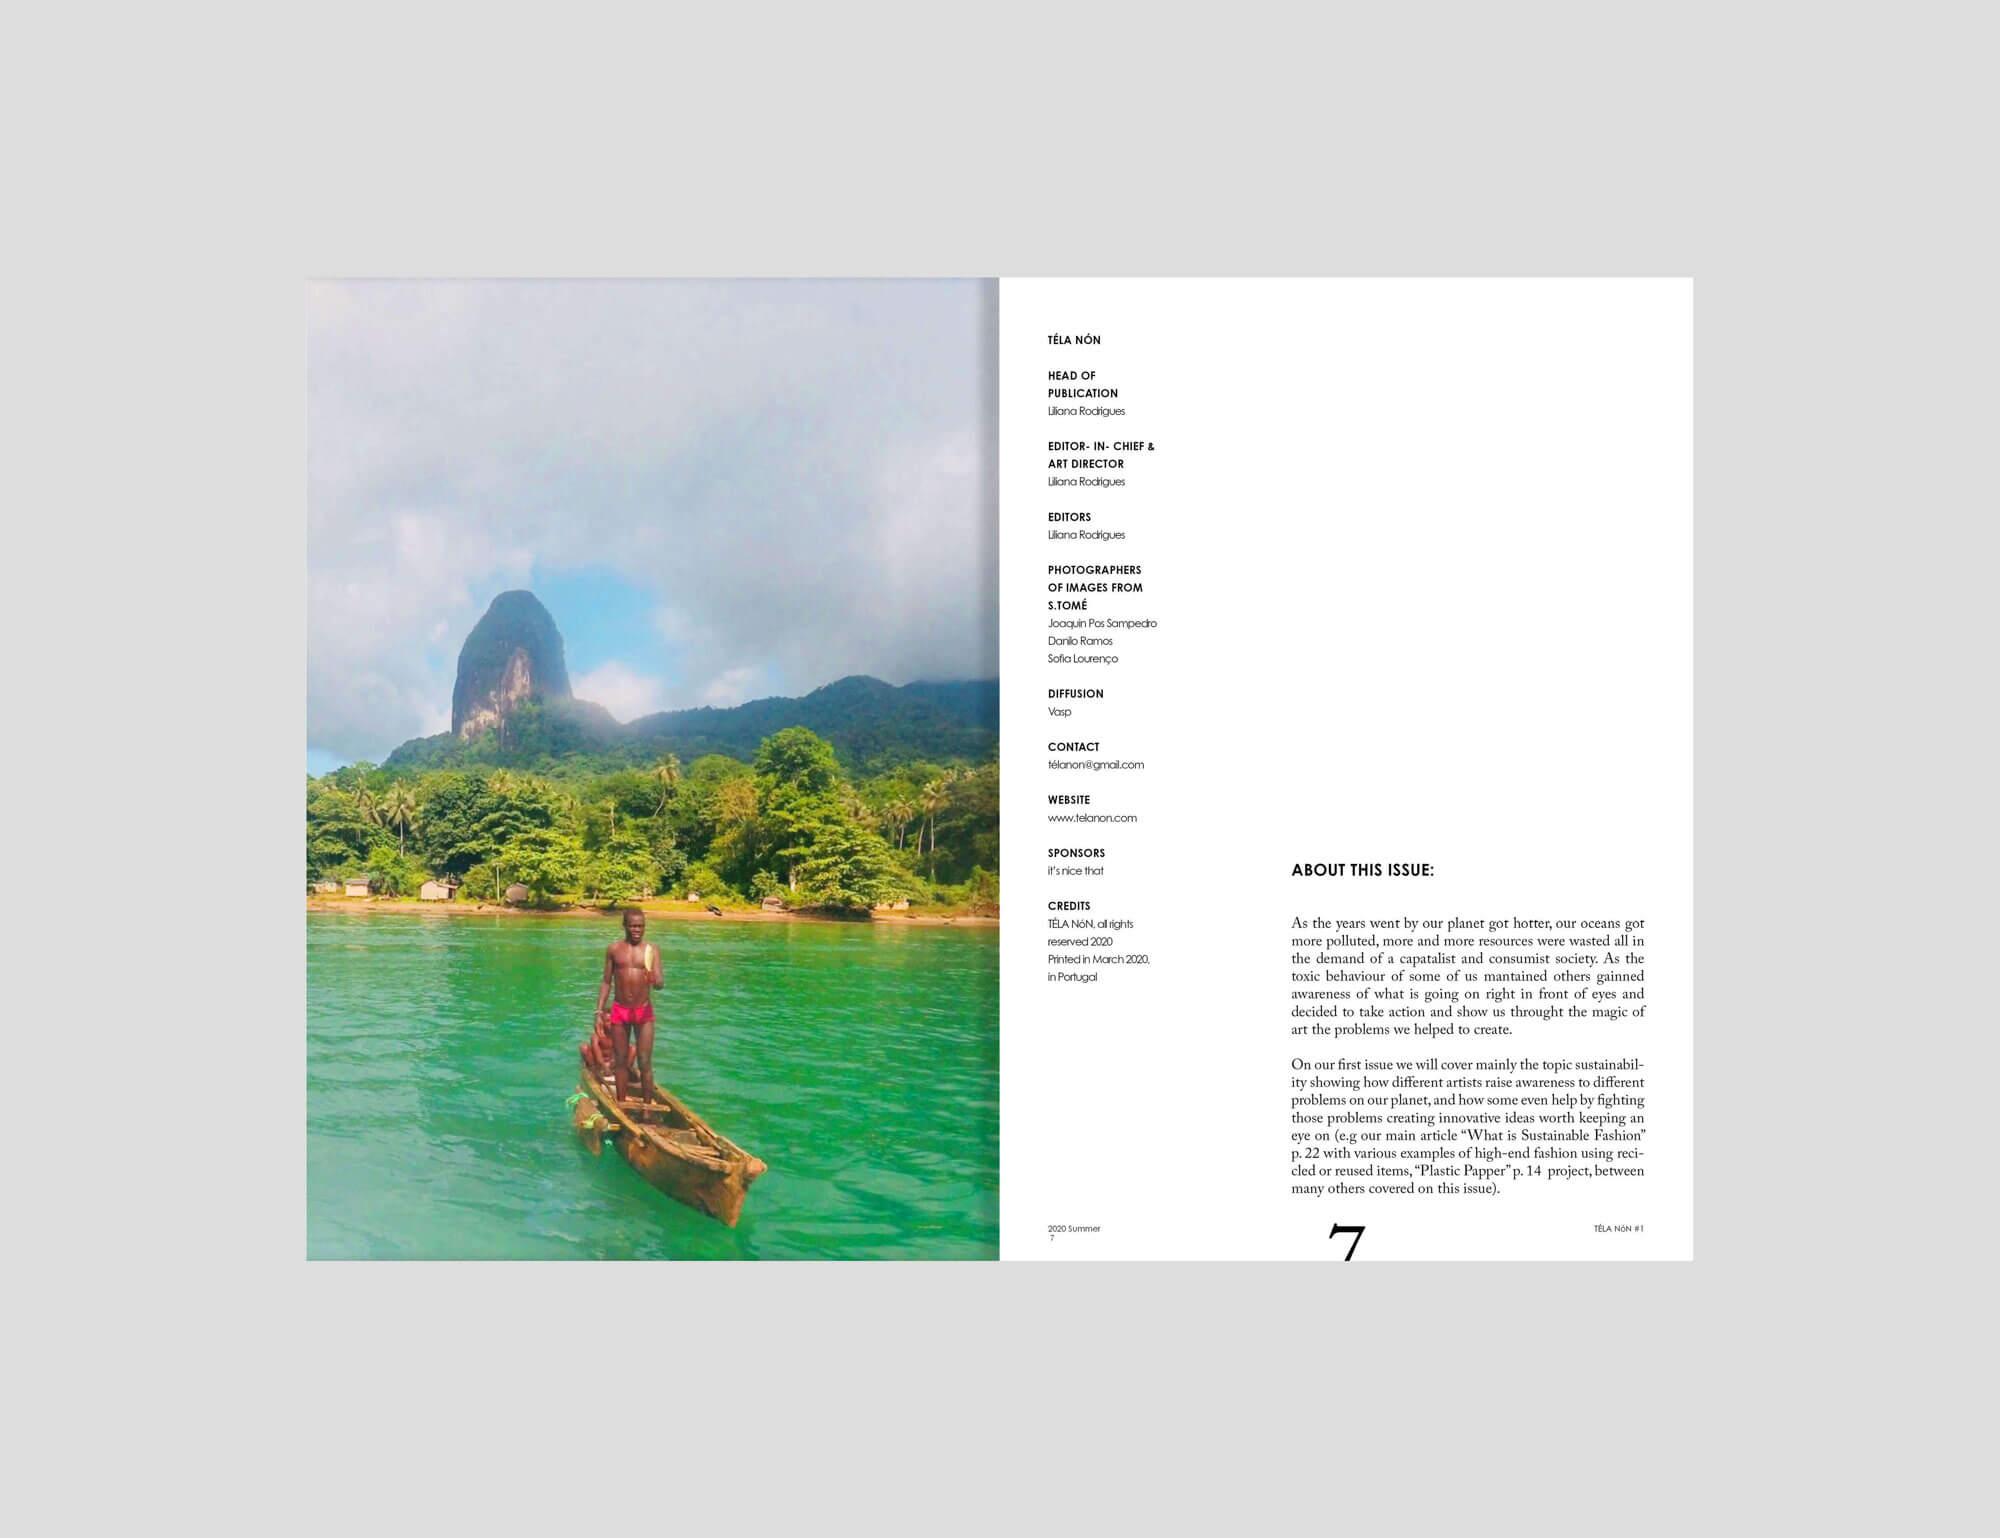 TÉLA NÓN
HEAD OF
PUBLICATION
Liliana Rodrigues
EDITOR- IN- CHIEF &
ART DIRECTOR
Liliana Rodrigues
EDITORS
Liliana Rodrigues
PHOTOGRAPHERS
OF IMAGES FROM
S.TOMÉ
Joaquin Pos Sampedro
Danilo Ramos
Sofia Lourenço
DIFFUSION
Vasp
CONTACT
télanon@gmail.com
WEBSITE
www.telanon.com
SPONSORS
it's nice that
CREDITS
TÉLA NóN, all rights
reserved 2020
Printed in March 2020,
in Portugal
ABOUT THIS ISSUE:
As the years went by our planet got hotter, our oceans got
more polluted, more and more resources were wasted all in
the demand of a capatalist and consumist society. As the
toxic behaviour of some of us mantained others gainned
awareness of what is going on right in front of eyes and
decided to take action and show us throught the magic of
art the problems we helped to create.
On our first issue we will cover mainly the topic sustainabil-
ity showing how different artists raise awareness to different
problems on our planet, and how some even help by fighting
those problems creating innovative ideas worth keeping an
eye on (e.g our main article “What is Sustainable Fashion”
p. 22 with various examples of high-end fashion using reci-
cled or reused items, “Plastic Papper” p. 14 project, between
many others covered on this issue).
2020 Summer
7
7
TÉLA NóN #1